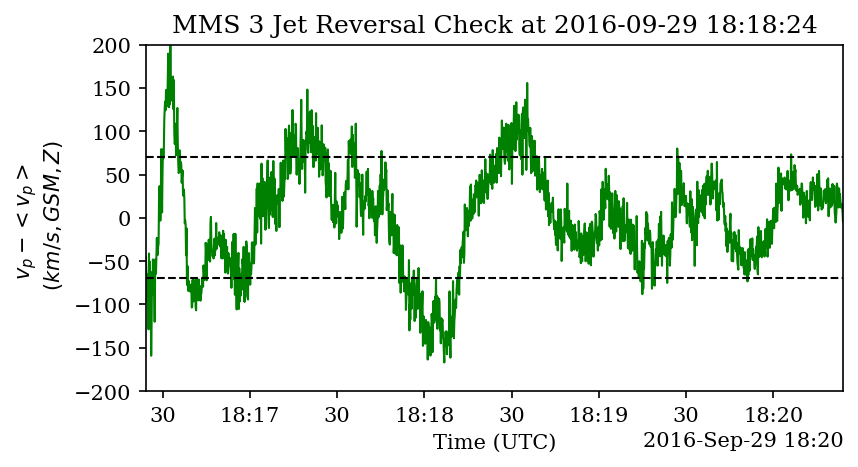 MMS 3 Jet Reversal Check at 2016-09-29 18:18:24
v_p − < v_p >
(km/s, GSM, Z)
200
150
100
50
0
−50
−100
−150
−200
30 18:17 30 18:18 30 18:19 30 18:20
Time (UTC)
2016-Sep-29 18:20